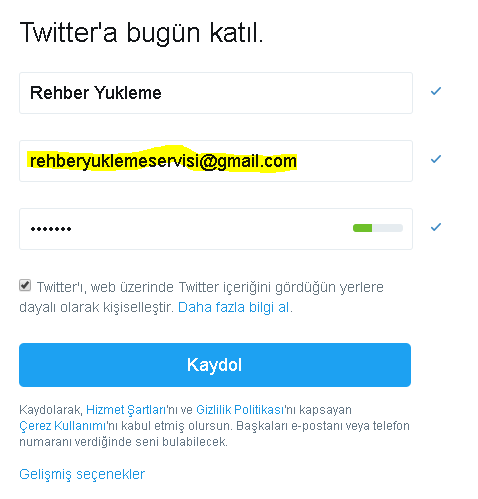 Twitter'a bugün katıl.
Rehber Yukleme
rehberyuklemeservisi@gmail.com
•••••••
Twitter'ı, web üzerinde Twitter içeriğini gördüğün yerlere
dayalı olarak kişiselleştir. Daha fazla bilgi al.
Kaydol
Kaydolarak, Hizmet Şartları'nı ve Gizlilik Politikası'nı kapsayan
Çerez Kullanımı'nı kabul etmiş olursun. Başkaları e-postanı veya telefon
numaranı verdiğinde seni bulabilecek.
Gelişmiş seçenekler